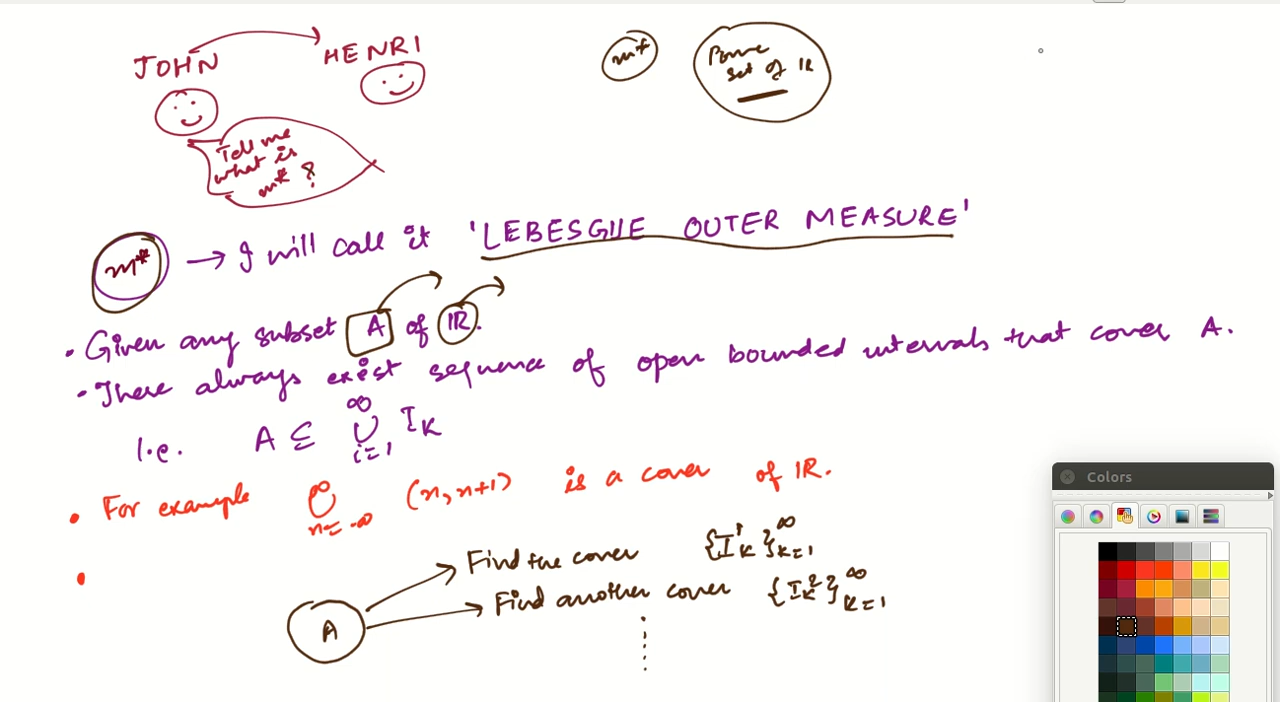 JOHN
HENRI
m*
Power set of ℝ
Tell me
what is
m* ?
m* → I will call it 'LEBESGUE OUTER MEASURE'
• Given any subset A of ℝ.
• There always exist sequence of open bounded intervals that cover A.
I.e. A ⊆ ∞∪i=1 I_K
• For example ∞∪n=-∞ (n, n+1) is a cover of ℝ.
• Find the cover {I¹_K}∞K=1
A
Find another cover {I²_K}∞K=1
Colors